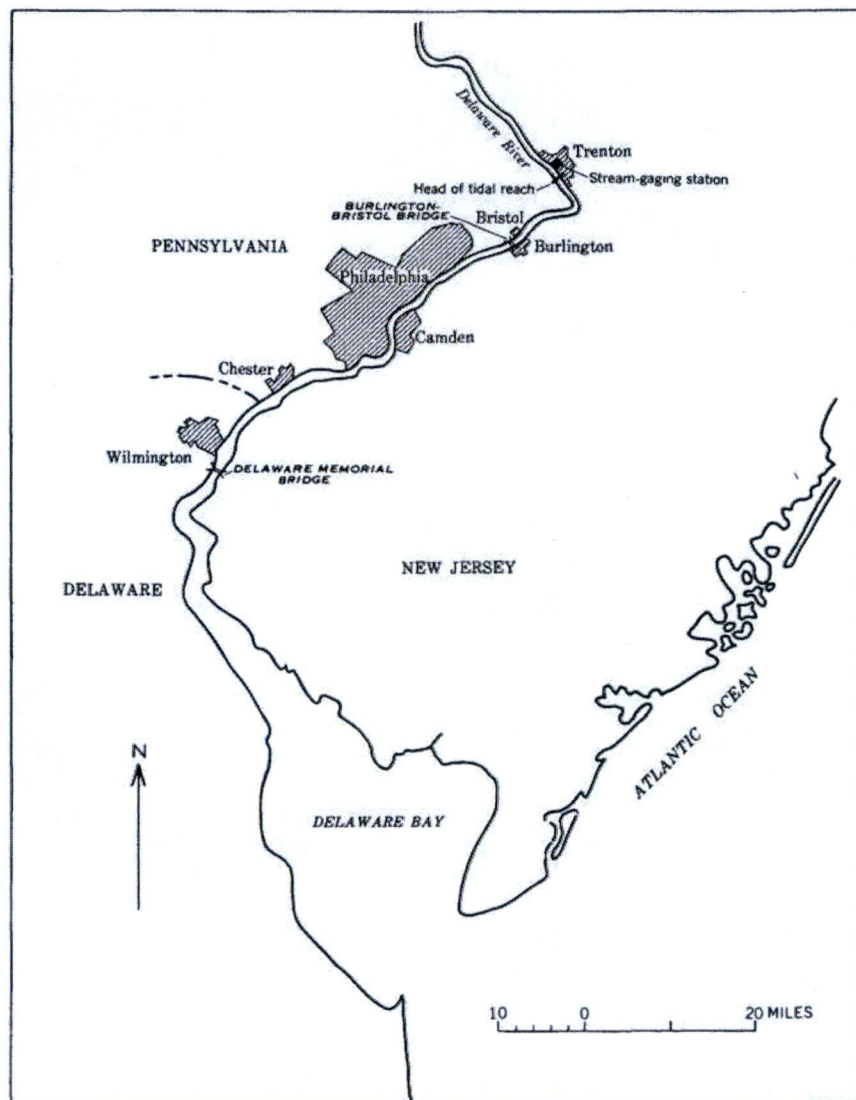 Delaware River
Trenton
Stream-gaging station
Head of tidal reach
BURLINGTON-
BRISTOL BRIDGE
Bristol
Burlington
PENNSYLVANIA
Philadelphia
Camden
Chester
Wilmington
DELAWARE MEMORIAL
BRIDGE
NEW JERSEY
DELAWARE
ATLANTIC OCEAN
N
DELAWARE BAY
10 0 20 MILES